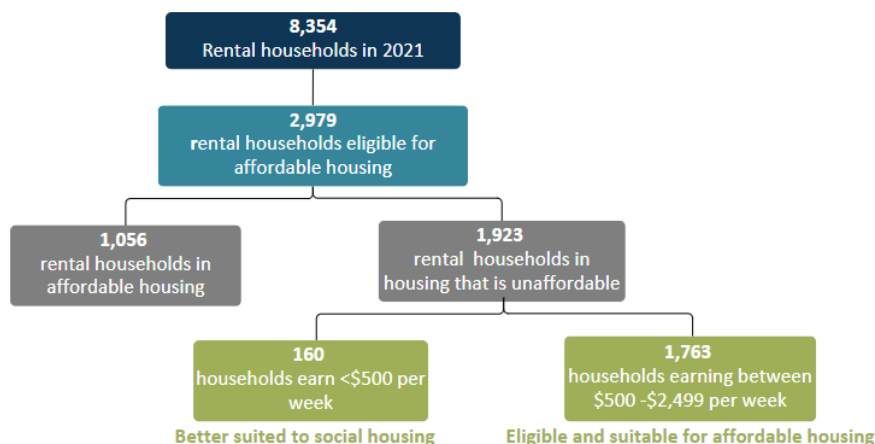 8,354
Rental households in 2021
2,979
rental households eligible for
affordable housing
1,056
rental households in
affordable housing
1,923
rental households in
housing that is unaffordable
160
households earn <$500 per
week
Better suited to social housing
1,763
households earning between
$500 -$2,499 per week
Eligible and suitable for affordable housing